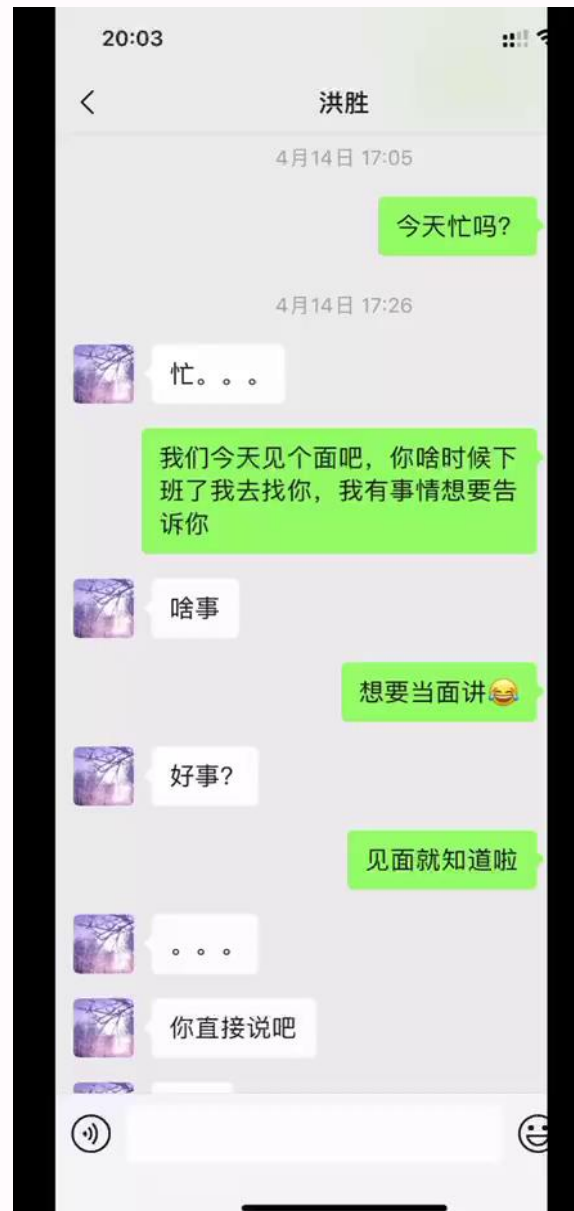 20:03
洪胜
4月14日 17:05
今天忙吗?
4月14日 17:26
忙。。。
我们今天见个面吧，你啥时候下
班了我去找你，我有事情想要告
诉你
啥事
想要当面讲😂
好事?
见面就知道啦
。。。
你直接说吧